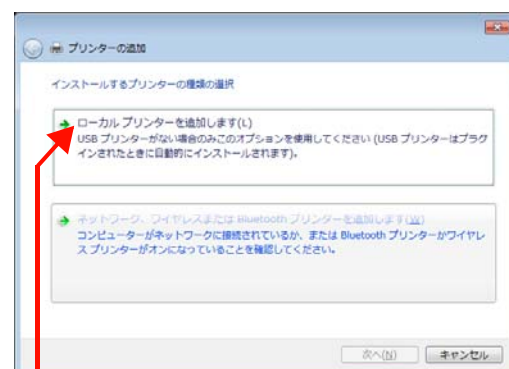 プリンターの追加
インストールするプリンターの種類の選択
ローカル プリンターを追加します(L)
USB プリンターがない場合のみこのオプションを使用してください (USB プリンターはプラグ
インされたときに自動的にインストールされます)。
ネットワーク、ワイヤレスまたは Bluetooth プリンターを追加します(W)
コンピューターがネットワークに接続されているか、または Bluetooth プリンターかワイヤレ
ス プリンターがオンになっていることを確認してください。
次へ(N) キャンセル